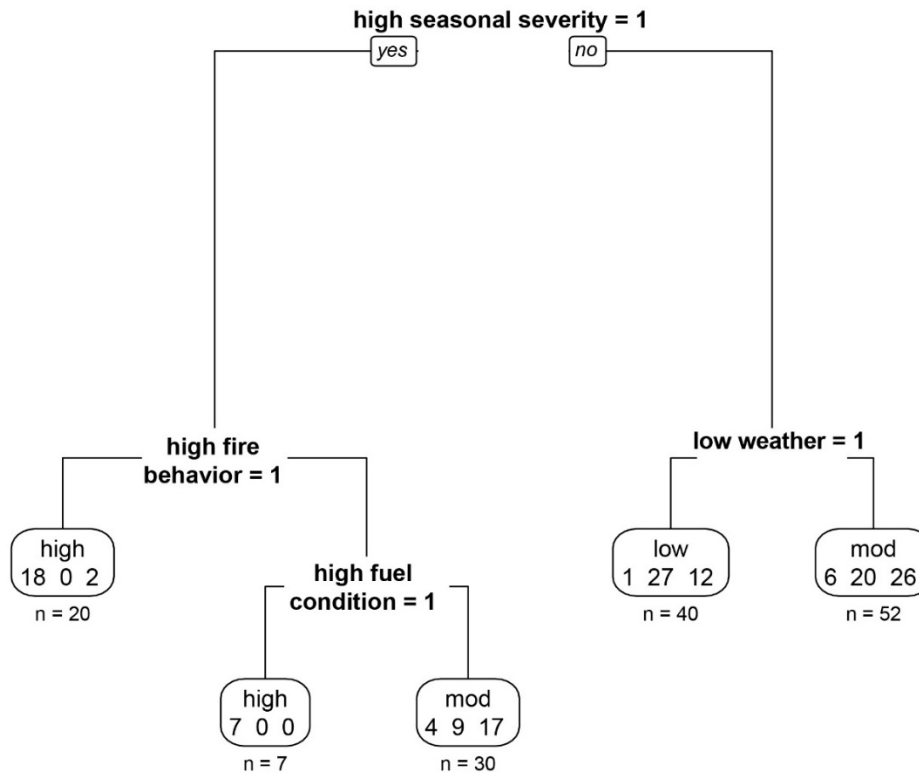 high seasonal severity = 1
yes
no
high fire
behavior = 1
low weather = 1
high
18 0 2
n = 20
high fuel
condition = 1
low
1 27 12
n = 40
mod
6 20 26
n = 52
high
7 0 0
n = 7
mod
4 9 17
n = 30